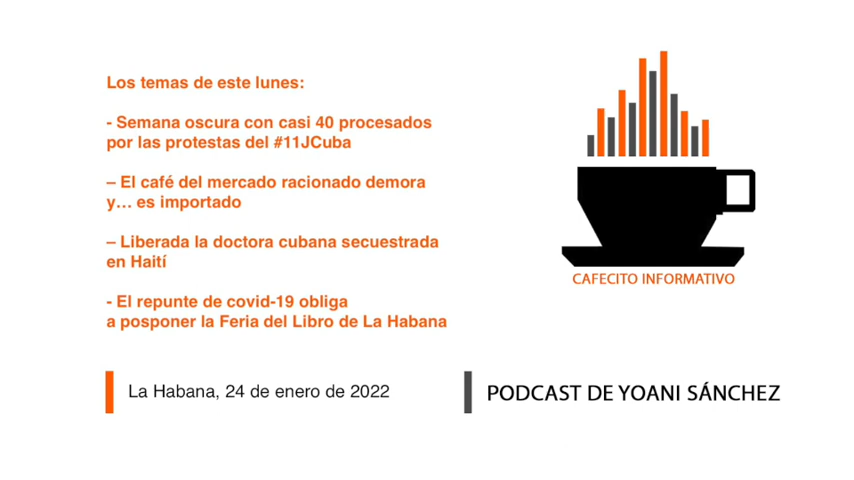 Los temas de este lunes:
- Semana oscura con casi 40 procesados
por las protestas del #11JCuba
– El café del mercado racionado demora
y... es importado
– Liberada la doctora cubana secuestrada
en Haití
- El repunte de covid-19 obliga
a posponer la Feria del Libro de La Habana
CAFECITO INFORMATIVO
La Habana, 24 de enero de 2022
PODCAST DE YOANI SÁNCHEZ